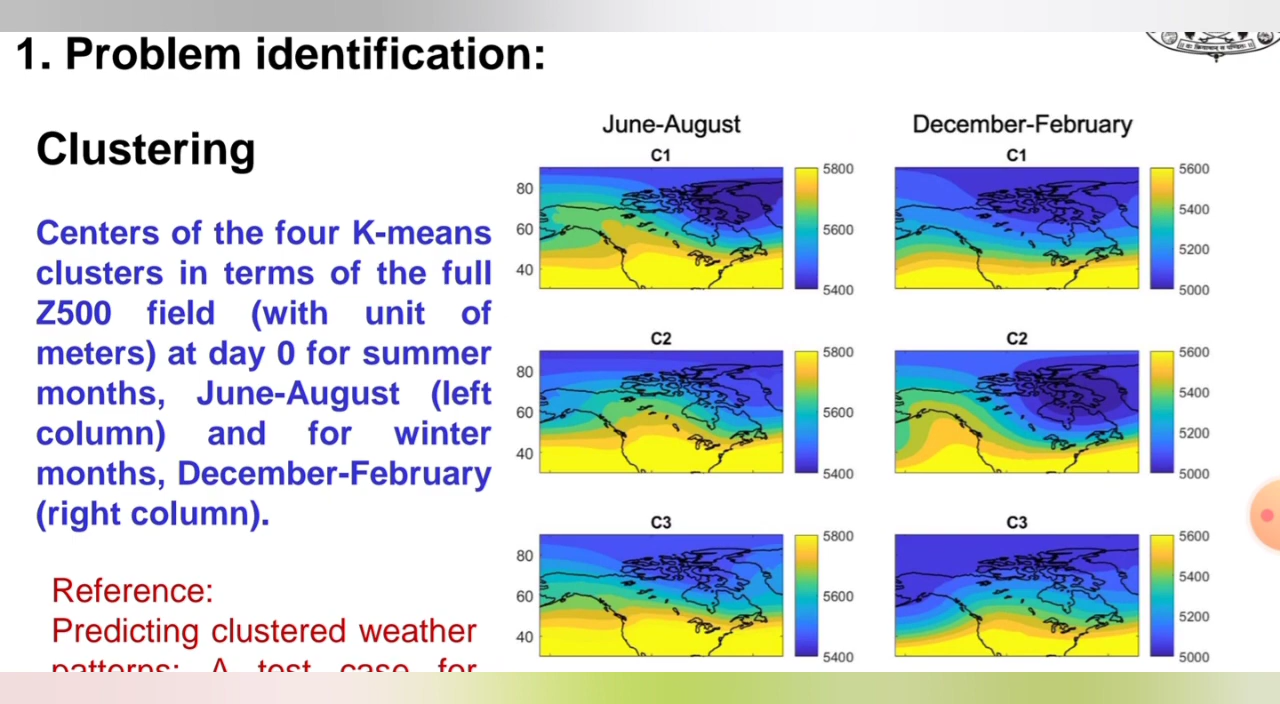 1. Problem identification:
Clustering
Centers of the four K-means
clusters in terms of the full
Z500 field (with unit of
meters) at day 0 for summer
months, June-August (left
column) and for winter
months, December-February
(right column).
Reference:
Predicting clustered weather
patterns: A test case for
June-August
C1
80
60
40
5800
5600
5400
C2
80
60
40
5800
5600
5400
C3
80
60
40
5800
5600
5400
December-February
C1
5600
5400
5200
5000
C2
5600
5400
5200
5000
C3
5600
5400
5200
5000